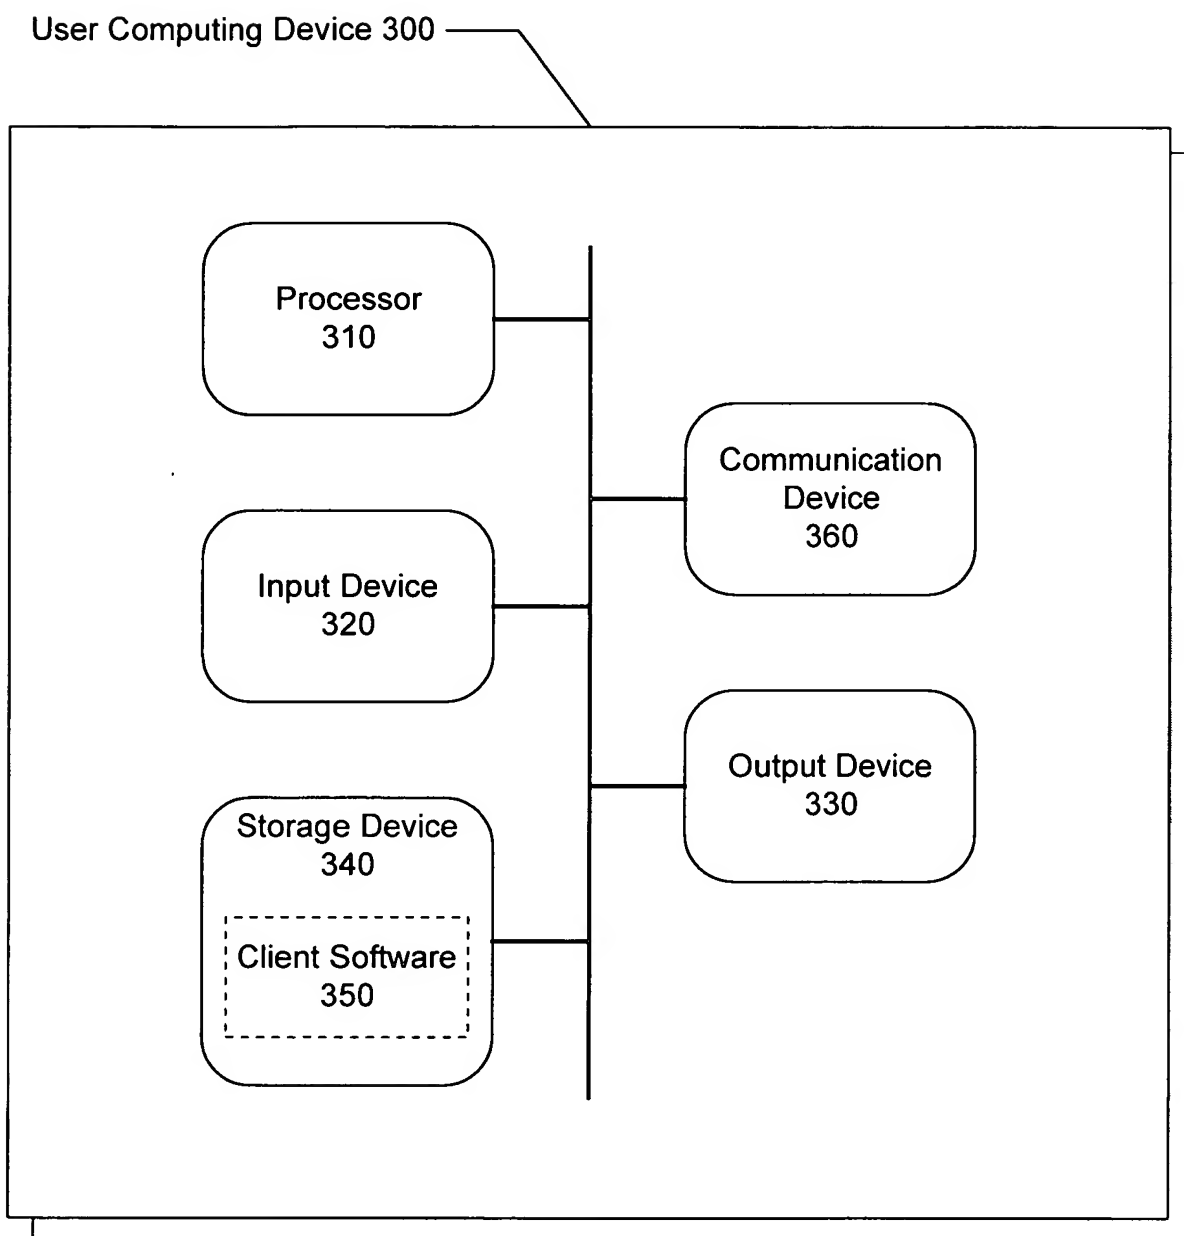 User Computing Device 300
Processor
310
Communication
Device
360
Input Device
320
Output Device
330
Storage Device
340
Client Software
350